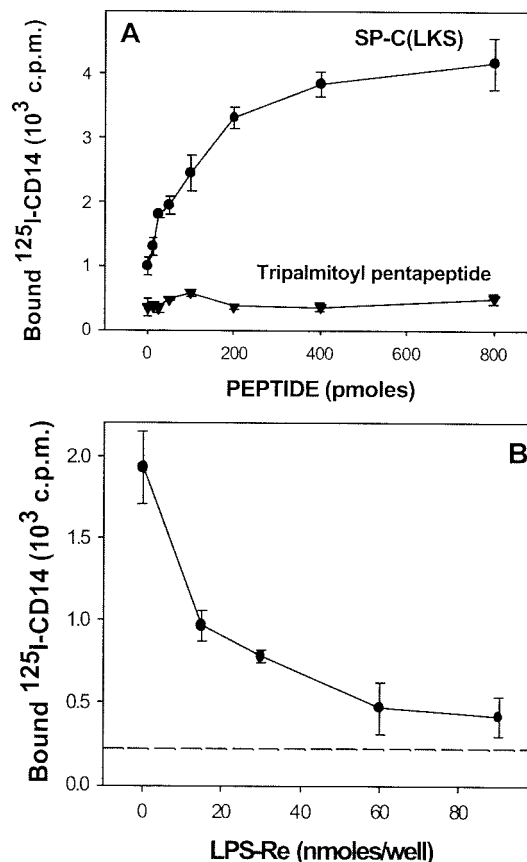 A
SP-C(LKS)
Tripalmitoyl pentapeptide
Bound ¹²⁵I-CD14 (10³ c.p.m.)
4
3
2
1
0
0 200 400 600 800
PEPTIDE (pmoles)
B
Bound ¹²⁵I-CD14 (10³ c.p.m.)
2.0
1.5
1.0
0.5
0.0
0 20 40 60 80
LPS-Re (nmoles/well)